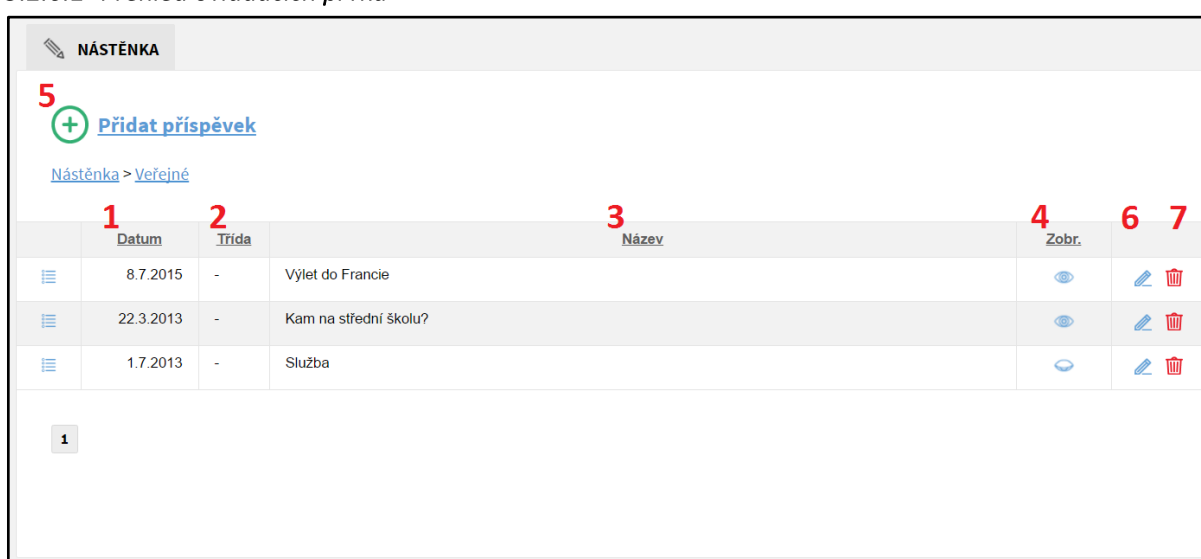 NÁSTĚNKA
5
Přidat příspěvek
Nástěnka > Veřejné
1 2 3 4 6 7
Datum Třída Název Zobr.
8.7.2015 - Výlet do Francie
22.3.2013 - Kam na střední školu?
1.7.2013 - Služba
1